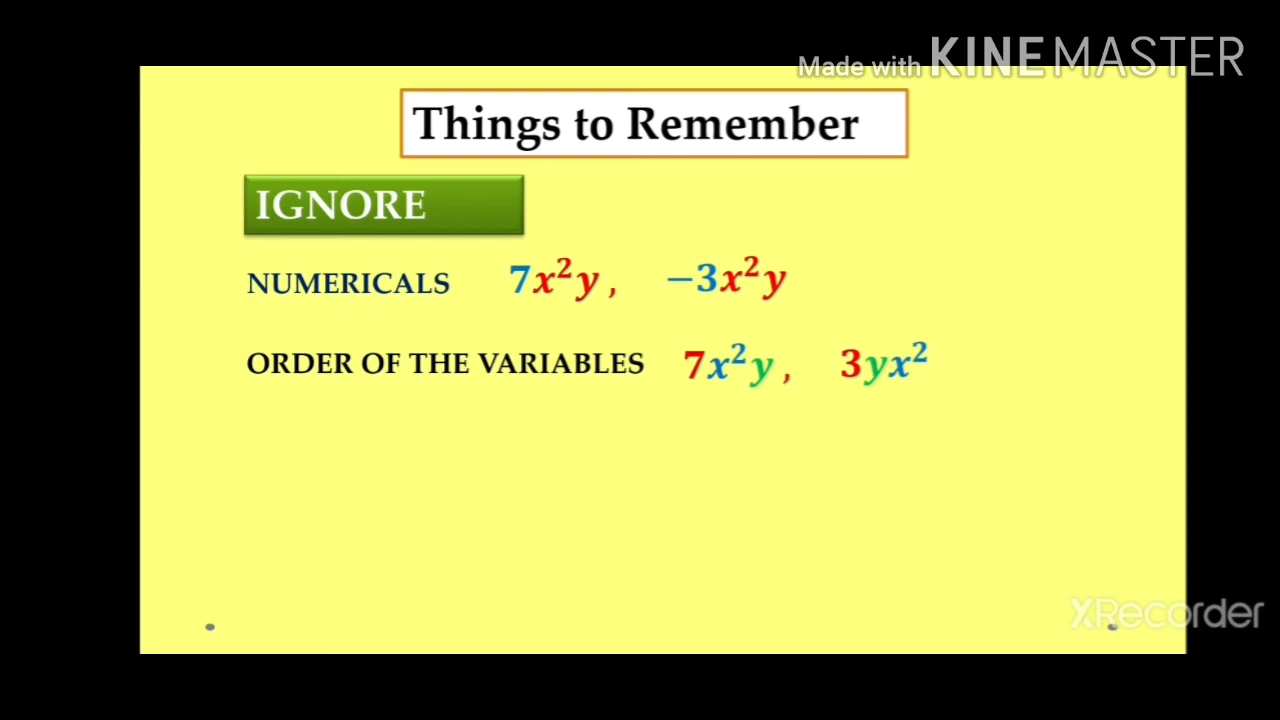 Made with KINEMASTER
Things to Remember
IGNORE
NUMERICALS 7x²y , −3x²y
ORDER OF THE VARIABLES 7x²y , 3yx²
XRecorder